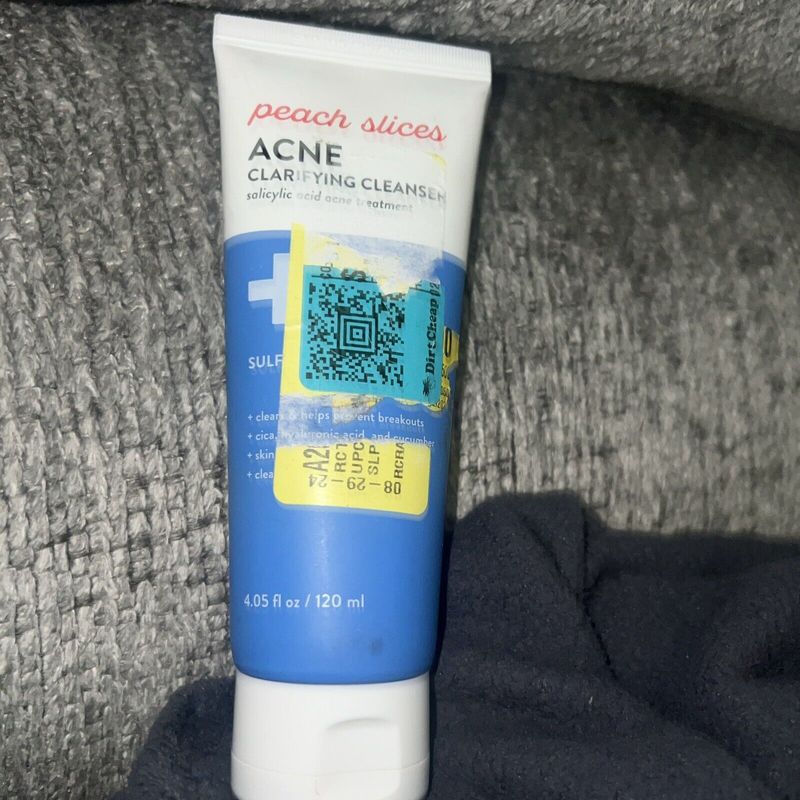 peach slices
ACNE
CLARIFYING CLEANSER
salicylic acid acne treatment
Dirt Cheap
SULF
+ clears & helps prevent breakouts
+ cica, hyaluronic acid, and cucumber
+ skin
+ clea
A2
RCT
UPC
SLP
RCRA
08-29-24
4.05 fl oz / 120 ml